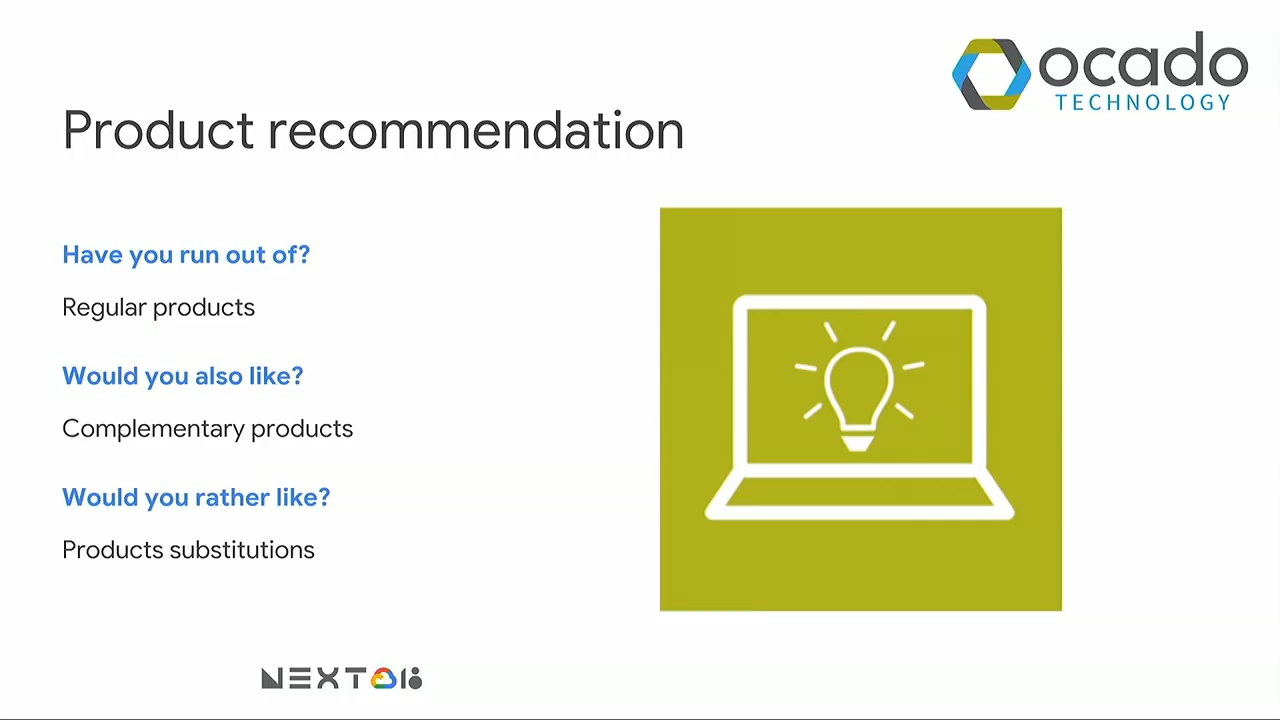 ocado
TECHNOLOGY
Product recommendation
Have you run out of?
Regular products
Would you also like?
Complementary products
Would you rather like?
Products substitutions
NEXT 18